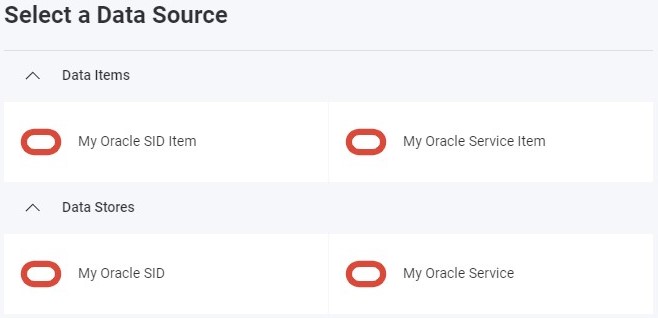 Select a Data Source
Data Items
My Oracle SID Item
My Oracle Service Item
Data Stores
My Oracle SID
My Oracle Service